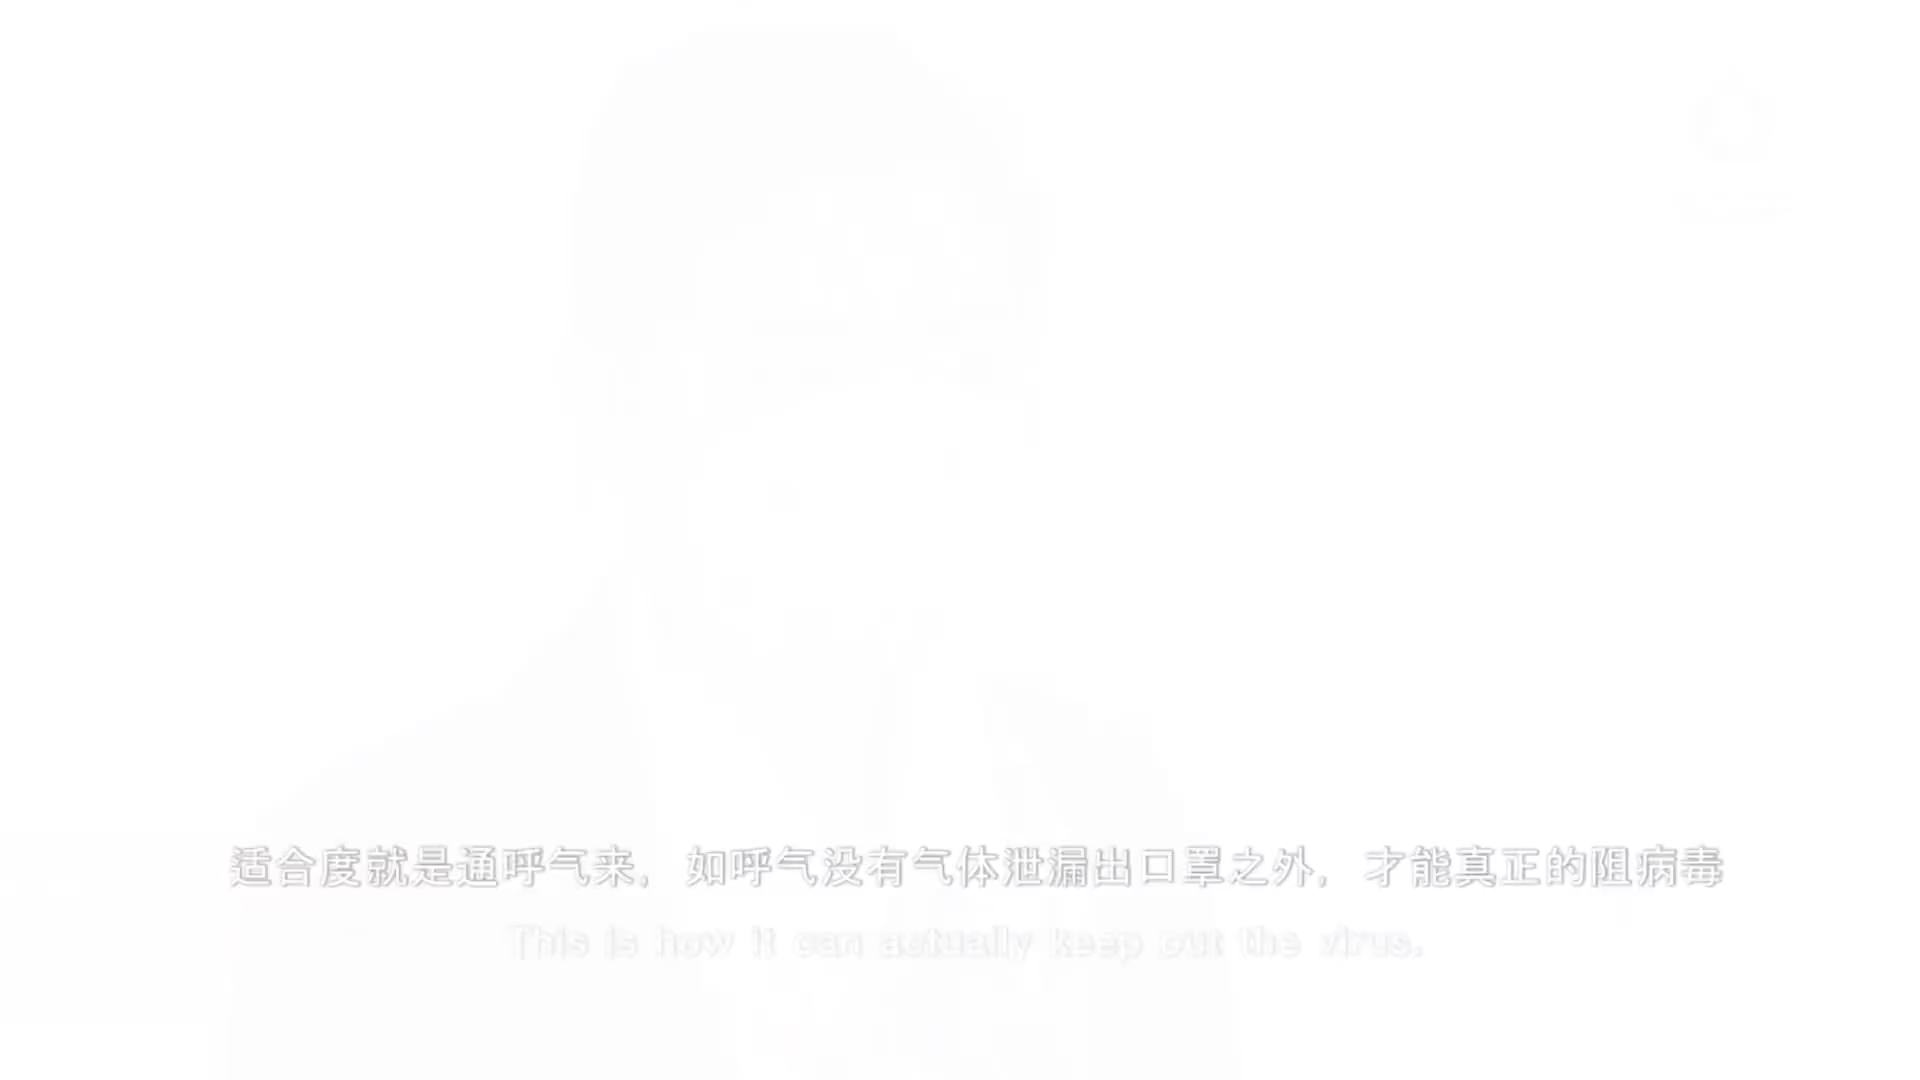 适合度就是通呼气来，如呼气没有气体泄漏出口罩之外，才能真正的阻病毒
This is how it can actually keep out the virus.